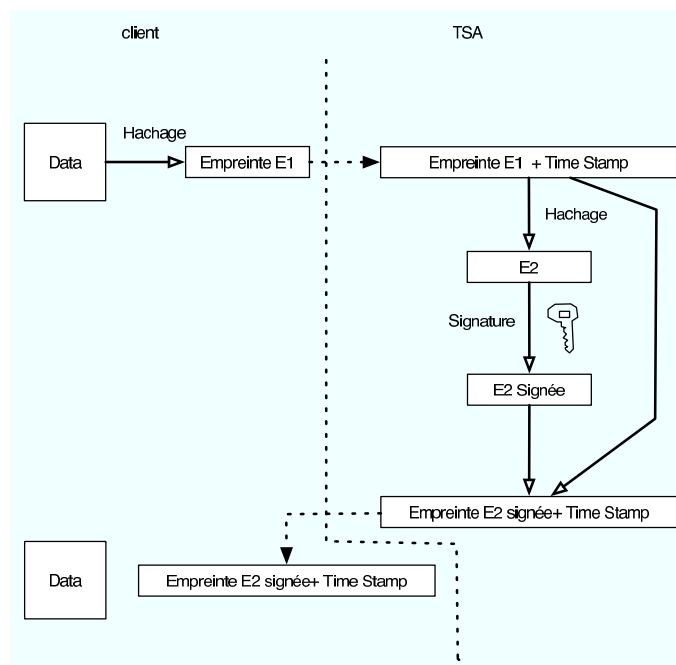 client
TSA
Hachage
Data
Empreinte E1
Empreinte E1 + Time Stamp
Hachage
E2
Signature
E2 Signée
Empreinte E2 signée+ Time Stamp
Data
Empreinte E2 signée+ Time Stamp